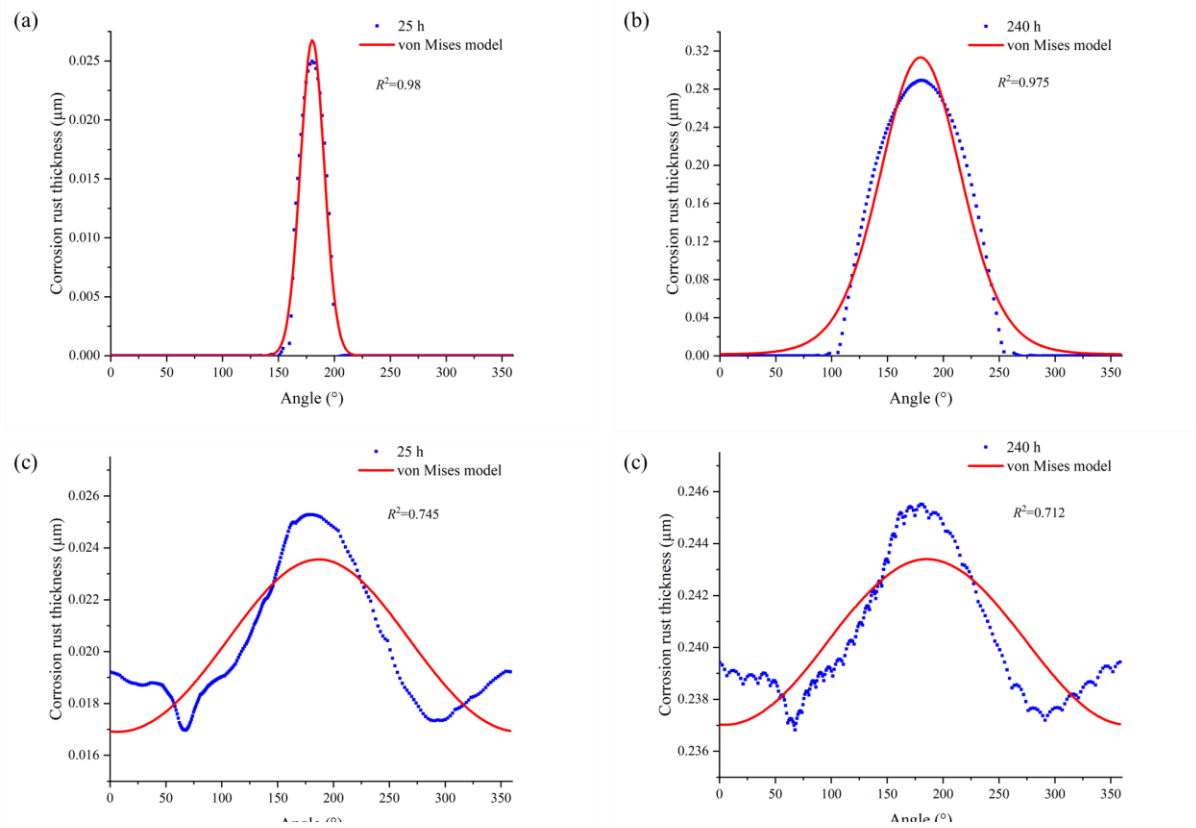 (a)
25 h
von Mises model
R²=0.98
Corrosion rust thickness (μm)
0.025
0.020
0.015
0.010
0.005
0.000
0 50 100 150 200 250 300 350
Angle (°)
(b)
240 h
von Mises model
R²=0.975
Corrosion rust thickness (μm)
0.32
0.28
0.24
0.20
0.16
0.12
0.08
0.04
0.00
0 50 100 150 200 250 300 350
Angle (°)
(c)
25 h
von Mises model
R²=0.745
Corrosion rust thickness (μm)
0.026
0.024
0.022
0.020
0.018
0.016
0 50 100 150 200 250 300 350
Angle (°)
(c)
240 h
von Mises model
R²=0.712
Corrosion rust thickness (μm)
0.246
0.244
0.242
0.240
0.238
0.236
0 50 100 150 200 250 300 350
Angle (°)